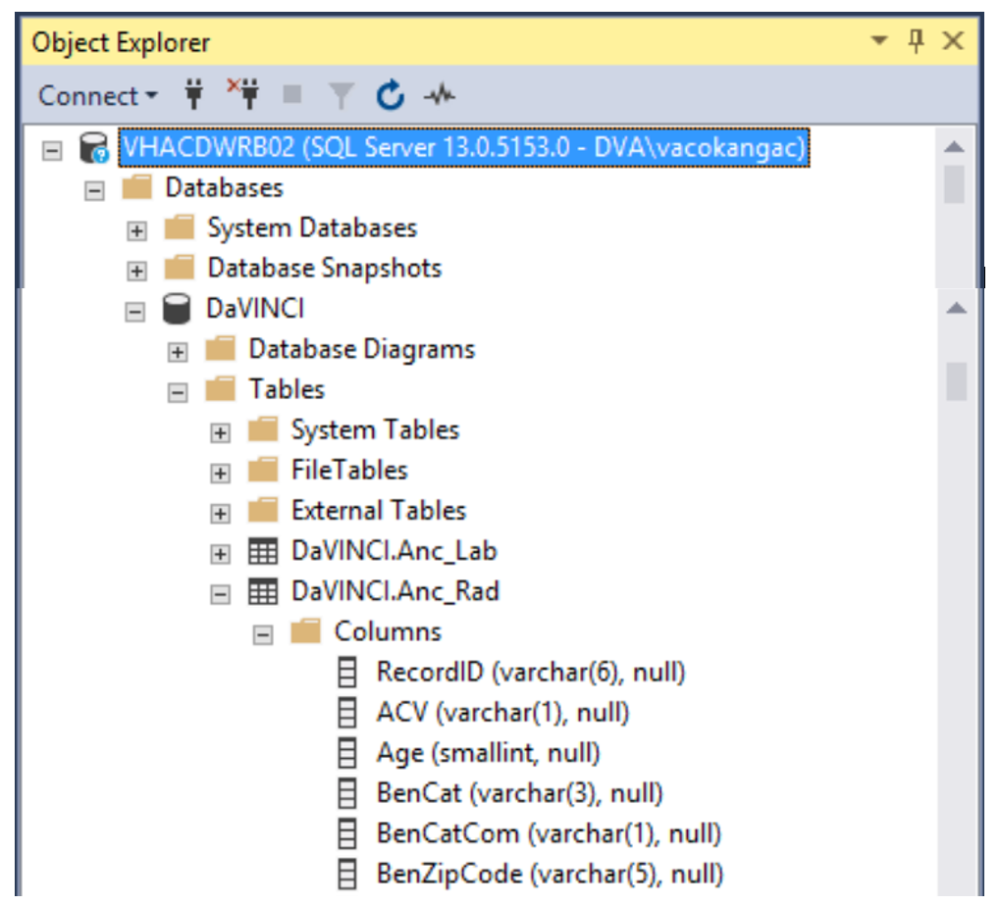 Object Explorer
Connect
VHACDWRB02 (SQL Server 13.0.5153.0 - DVA\vacokangac)
Databases
System Databases
Database Snapshots
DaVINCI
Database Diagrams
Tables
System Tables
FileTables
External Tables
DaVINCI.Anc_Lab
DaVINCI.Anc_Rad
Columns
RecordID (varchar(6), null)
ACV (varchar(1), null)
Age (smallint, null)
BenCat (varchar(3), null)
BenCatCom (varchar(1), null)
BenZipCode (varchar(5), null)